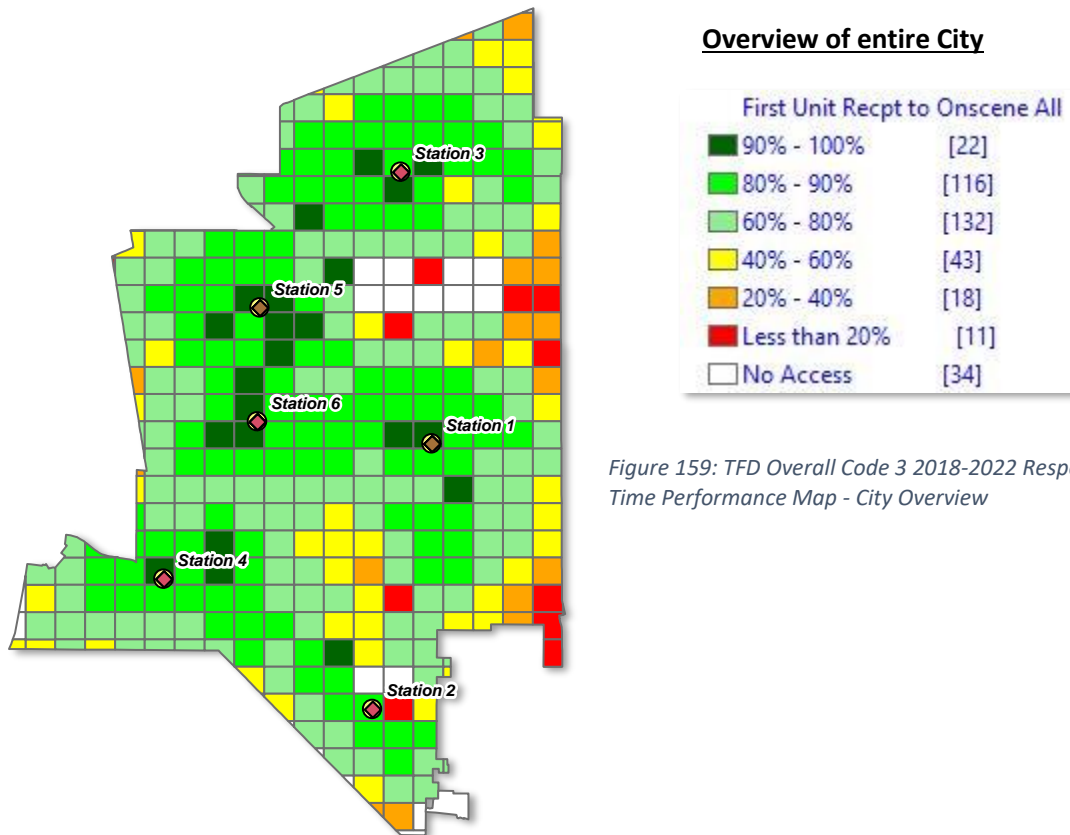 Overview of entire City
First Unit Recpt to Onscene All
90% - 100% [22]
80% - 90% [116]
60% - 80% [132]
40% - 60% [43]
20% - 40% [18]
Less than 20% [11]
No Access [34]
Station 3
Station 5
Station 6
Station 1
Station 4
Station 2
Figure 159: TFD Overall Code 3 2018-2022 Resp
Time Performance Map - City Overview